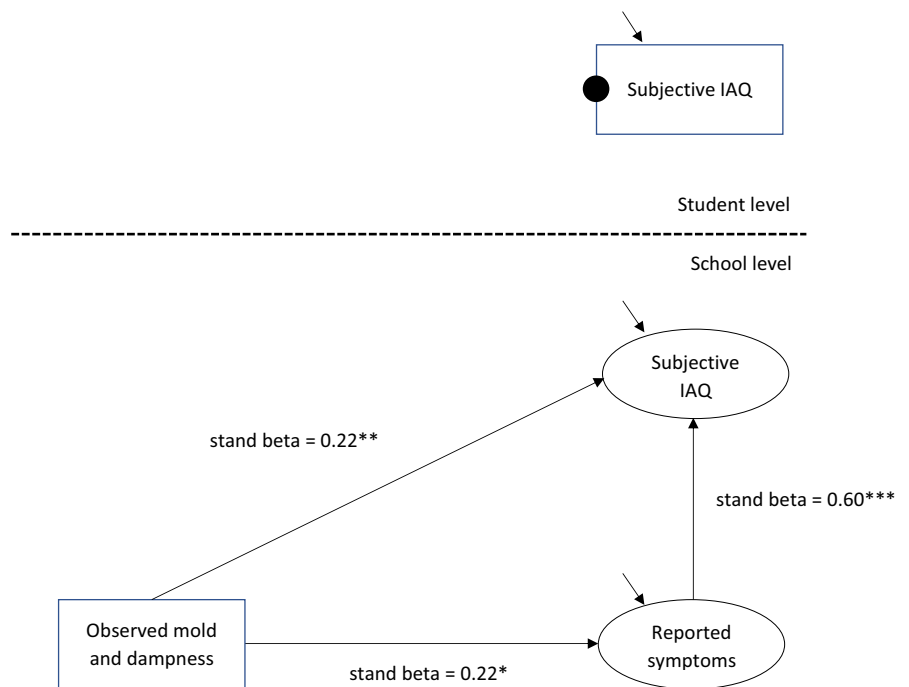 Subjective IAQ
Student level
School level
Subjective
IAQ
stand beta = 0.22**
stand beta = 0.60***
Observed mold
and dampness
Reported
symptoms
stand beta = 0.22*